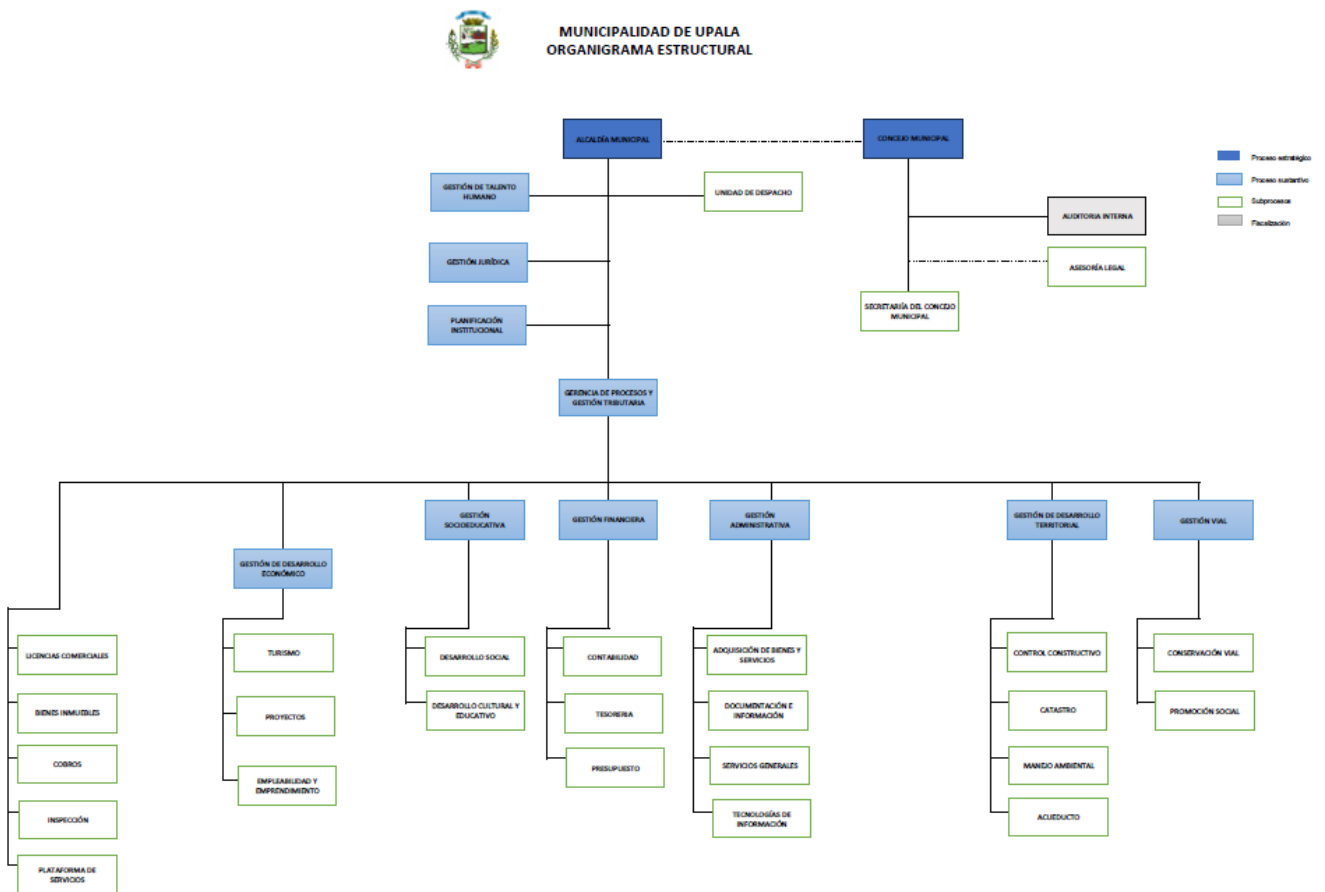 MUNICIPALIDAD DE UPALA
ORGANIGRAMA ESTRUCTURAL
ALCALDÍA MUNICIPAL
CONCEJO MUNICIPAL
Proceso estratégico
Proceso sustantivo
Subprocesos
Fiscalización
GESTIÓN DE TALENTO
HUMANO
UNIDAD DE DESPACHO
AUDITORIA INTERNA
GESTIÓN JURÍDICA
ASESORÍA LEGAL
SECRETARIÍA DEL CONCEJO
MUNICIPAL
PLANIFICACIÓN
INSTITUCIONAL
GERENCIA DE PROCESOS Y
GESTIÓN TRIBUTARIA
GESTIÓN
SOCIOEDUCATIVA
GESTIÓN FINANCIERA
GESTIÓN
ADMINISTRATIVA
GESTIÓN DE DESARROLLO
TERRITORIAL
GESTIÓN VIAL
GESTIÓN DE DESARROLLO
ECONÓMICO
LICENCIAS COMERCIALES
BIENES INMUEBLES
COBROS
INSPECCIÓN
PLATAFORMA DE
SERVICIOS
TURISMO
PROYECTOS
EMPLEABILIDAD Y
EMPRENDIMIENTO
DESARROLLO SOCIAL
DESARROLLO CULTURAL Y
EDUCATIVO
CONTABILIDAD
TESORERIA
PRESUPUESTO
ADQUISICIÓN DE BIENES Y
SERVICIOS
DOCUMENTACIÓN E
INFORMACIÓN
SERVICIOS GENERALES
TECNOLOGÍAS DE
INFORMACIÓN
CONTROL CONSTRUCTIVO
CATASTRO
MANEJO AMBIENTAL
ACUEDUCTO
CONSERVACIÓN VIAL
PROMOCIÓN SOCIAL